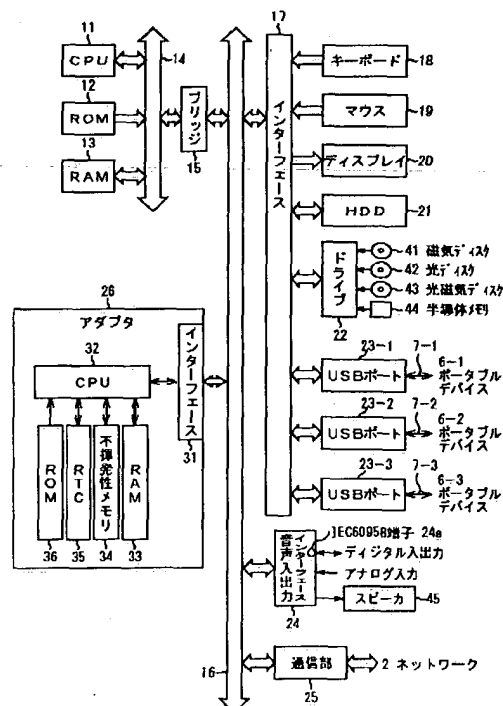 11
CPU
14
12
ROM
13
RAM
ブリッジ
15
17
インターフェース
キーボード
18
マウス
19
ディスプレイ
20
HDD
21
ドライブ
22
41 磁気ディスク
42 光ディスク
43 光磁気ディスク
44 半導体メモリ
26
アダプタ
32
CPU
インターフェース
31
ROM
36
RTC
35
不揮発性メモリ
34
RAM
33
23-1
USBポート
7-1
6-1
ポータブル
デバイス
23-2
USBポート
7-2
6-2
ポータブル
デバイス
23-3
USBポート
7-3
6-3
ポータブル
デバイス
音声入出力
インターフェース
24
IEC60958端子 24a
ディジタル入出力
アナログ入力
スピーカ
45
16
通信部
25
2 ネットワーク